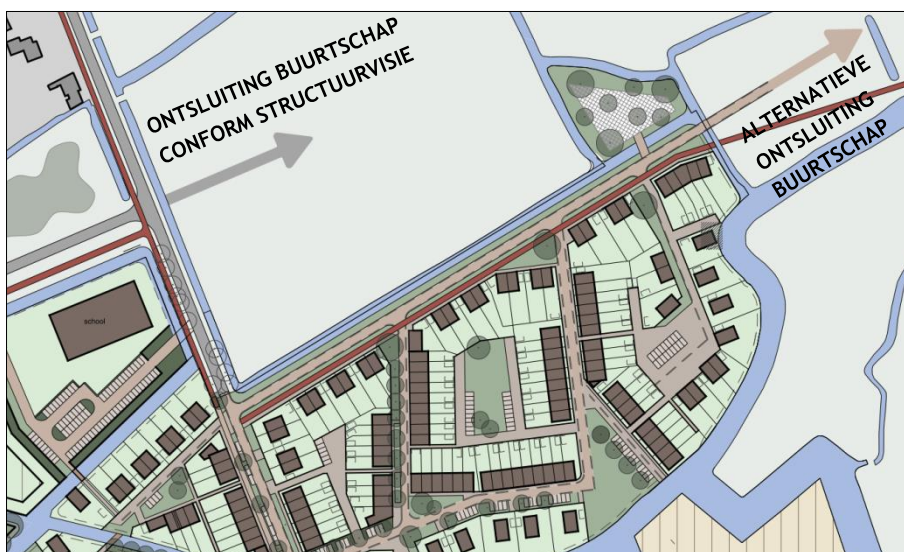 ONTSLUITING BUURTSCHAP
CONFORM STRUCTUURVISIE
ALTERNATIEVE
ONTSLUITING
BUURTSCHAP
school